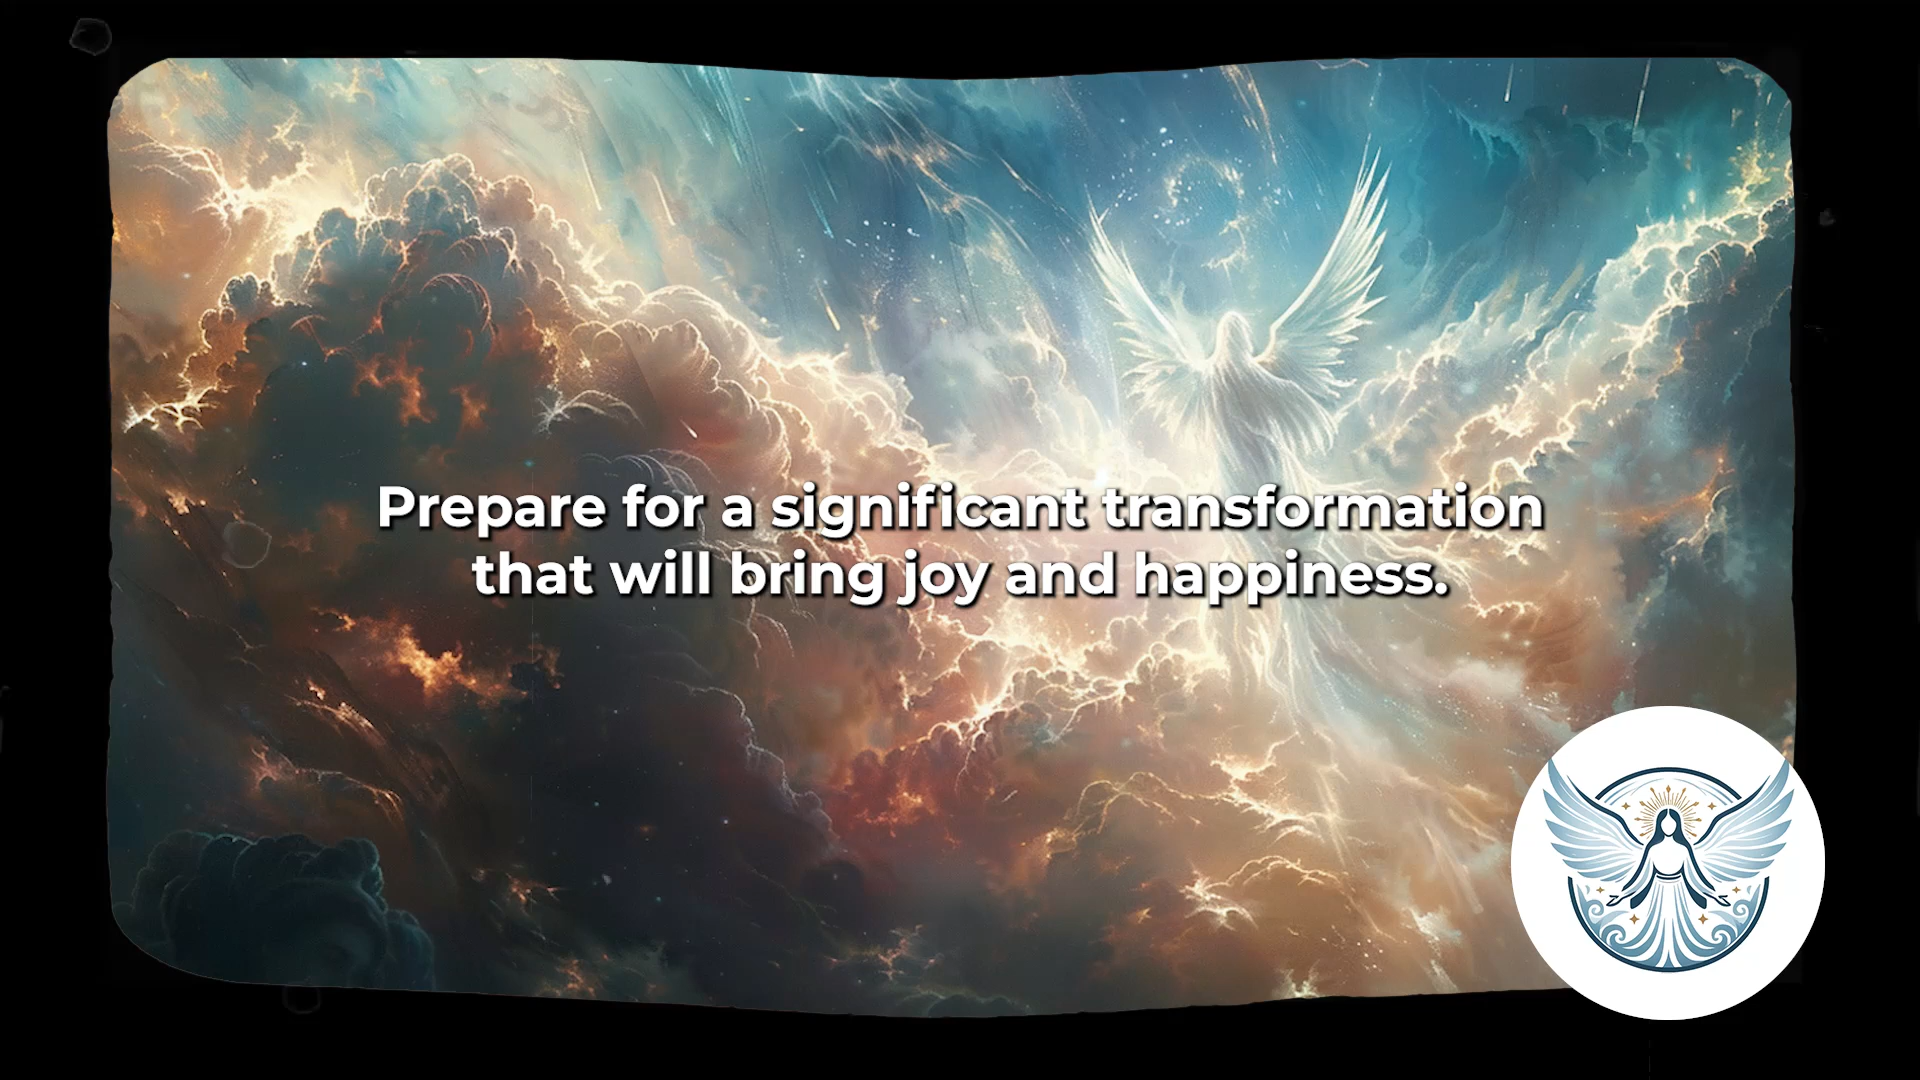 Prepare for a significant transformation
that will bring joy and happiness.